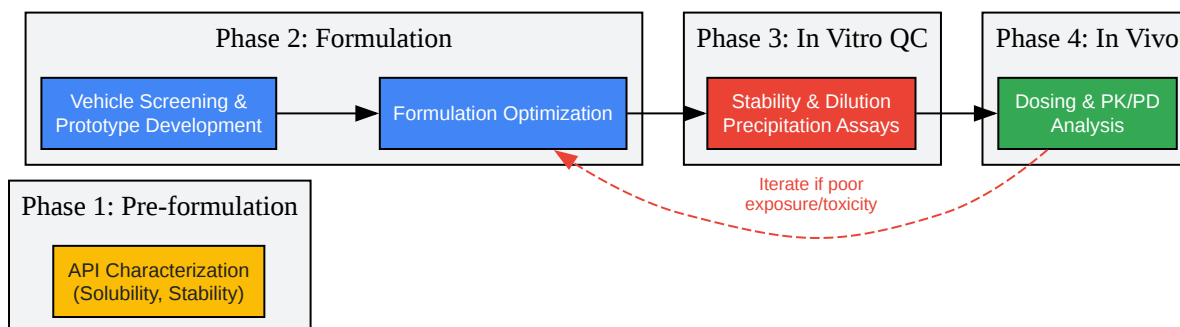 Phase 2: Formulation
Vehicle Screening &
Prototype Development
Formulation Optimization
Phase 3: In Vitro QC
Stability & Dilution
Precipitation Assays
Phase 4: In Vivo
Dosing & PK/PD
Analysis
Iterate if poor
exposure/toxicity
Phase 1: Pre-formulation
API Characterization
(Solubility, Stability)